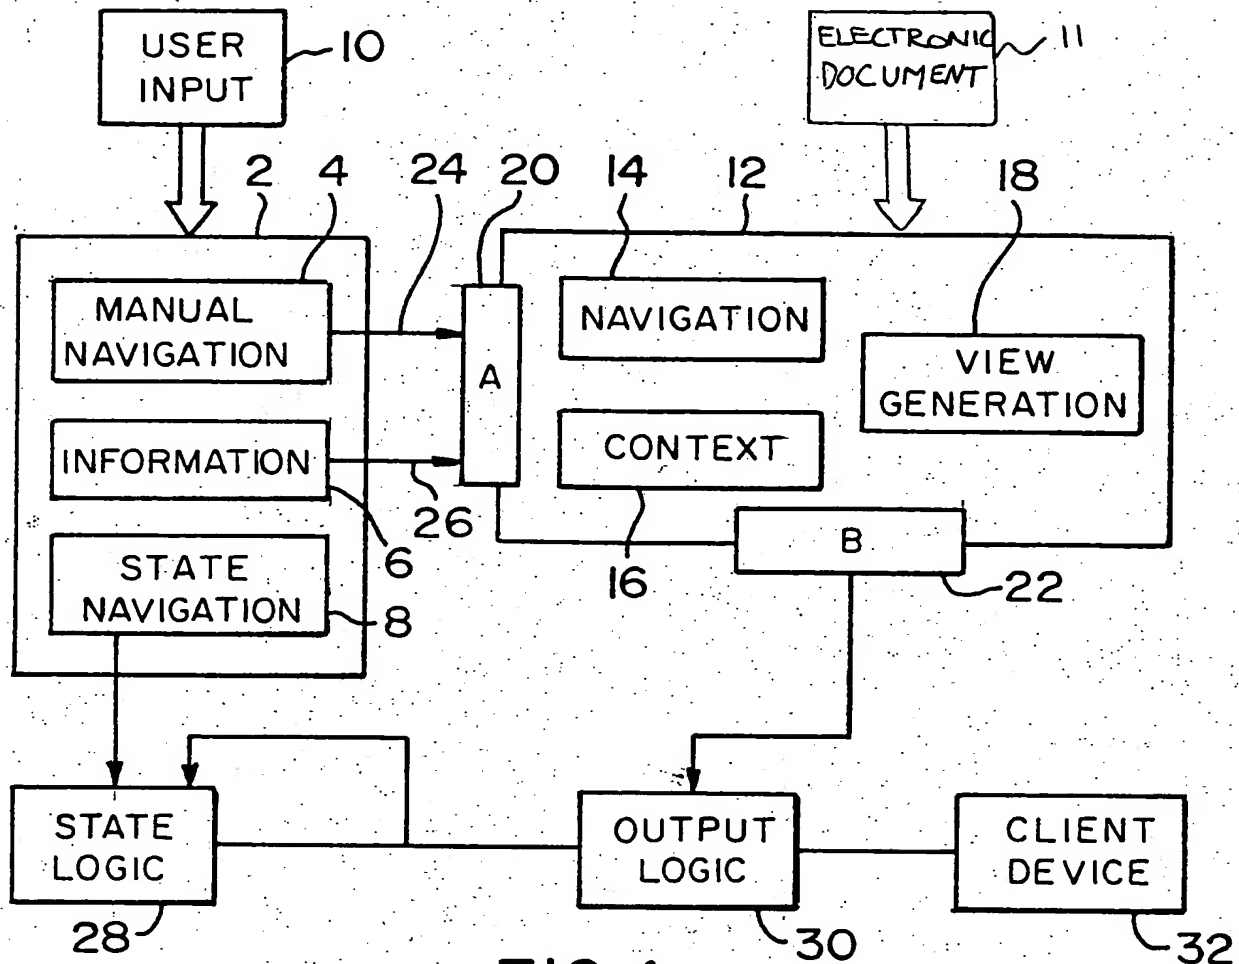 USER
INPUT
10
ELECTRONIC
DOCUMENT
11
2
4
24
20
14
12
18
MANUAL
NAVIGATION
A
NAVIGATION
VIEW
GENERATION
INFORMATION
CONTEXT
26
6
STATE
NAVIGATION
8
16
B
22
STATE
LOGIC
OUTPUT
LOGIC
CLIENT
DEVICE
28
30
32